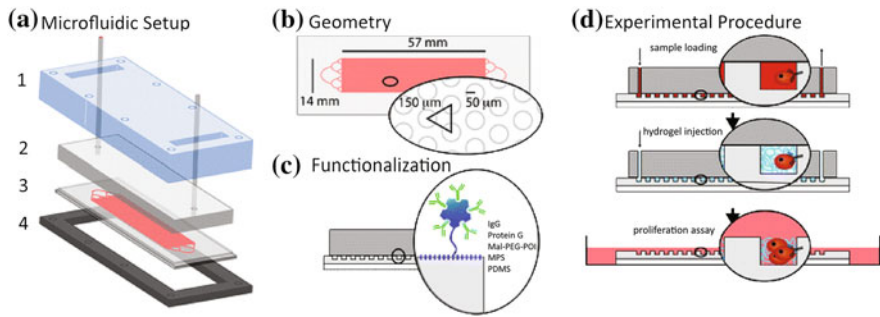 (a) Microfluidic Setup
1
2
3
4
(b) Geometry
57 mm
14 mm
150 µm
50 µm
(c) Functionalization
IgG
Protein G
Mal-PEG-POI
MPS
PDMS
(d) Experimental Procedure
sample loading
hydrogel injection
proliferation assay